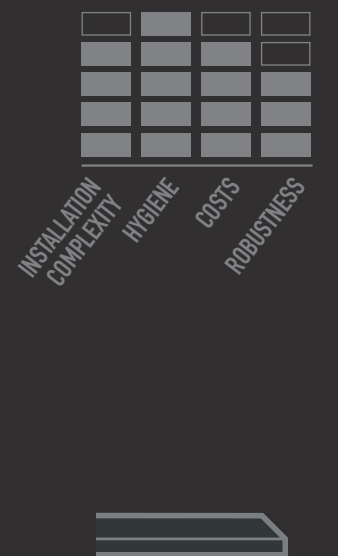 INSTALLATION
COMPLEXITY
HYGIENE
COSTS
ROBUSTNESS